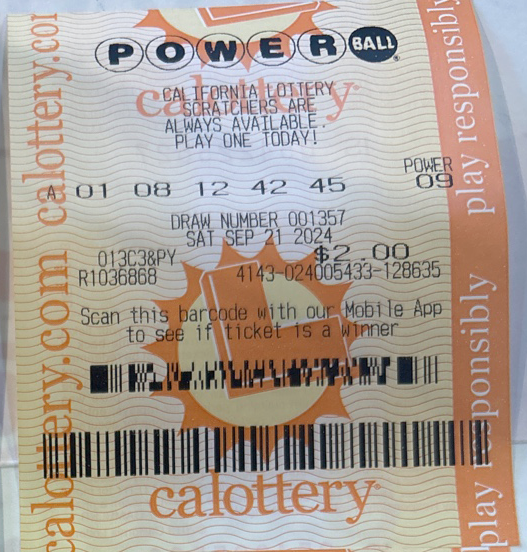 POWERBALL
calottery
CALIFORNIA LOTTERY
SCRATCHERS ARE
ALWAYS AVAILABLE.
PLAY ONE TODAY!
POWER
A 01 08 12 42 45 09
DRAW NUMBER 001357
SAT SEP 21 2024
013C3&PY $2.00
R1036868 4143-024005433-128635
Scan this barcode with our Mobile App
to see if ticket is a winner
calottery
calottery.com calottery.com
play responsibly play responsibly